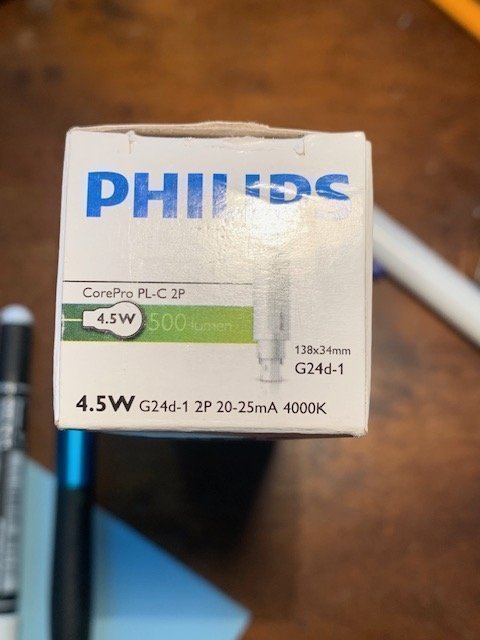 PHILIPS
CorePro PL-C 2P
4.5W 500 lumen
138x34mm
G24d-1
4.5W G24d-1 2P 20-25mA 4000K